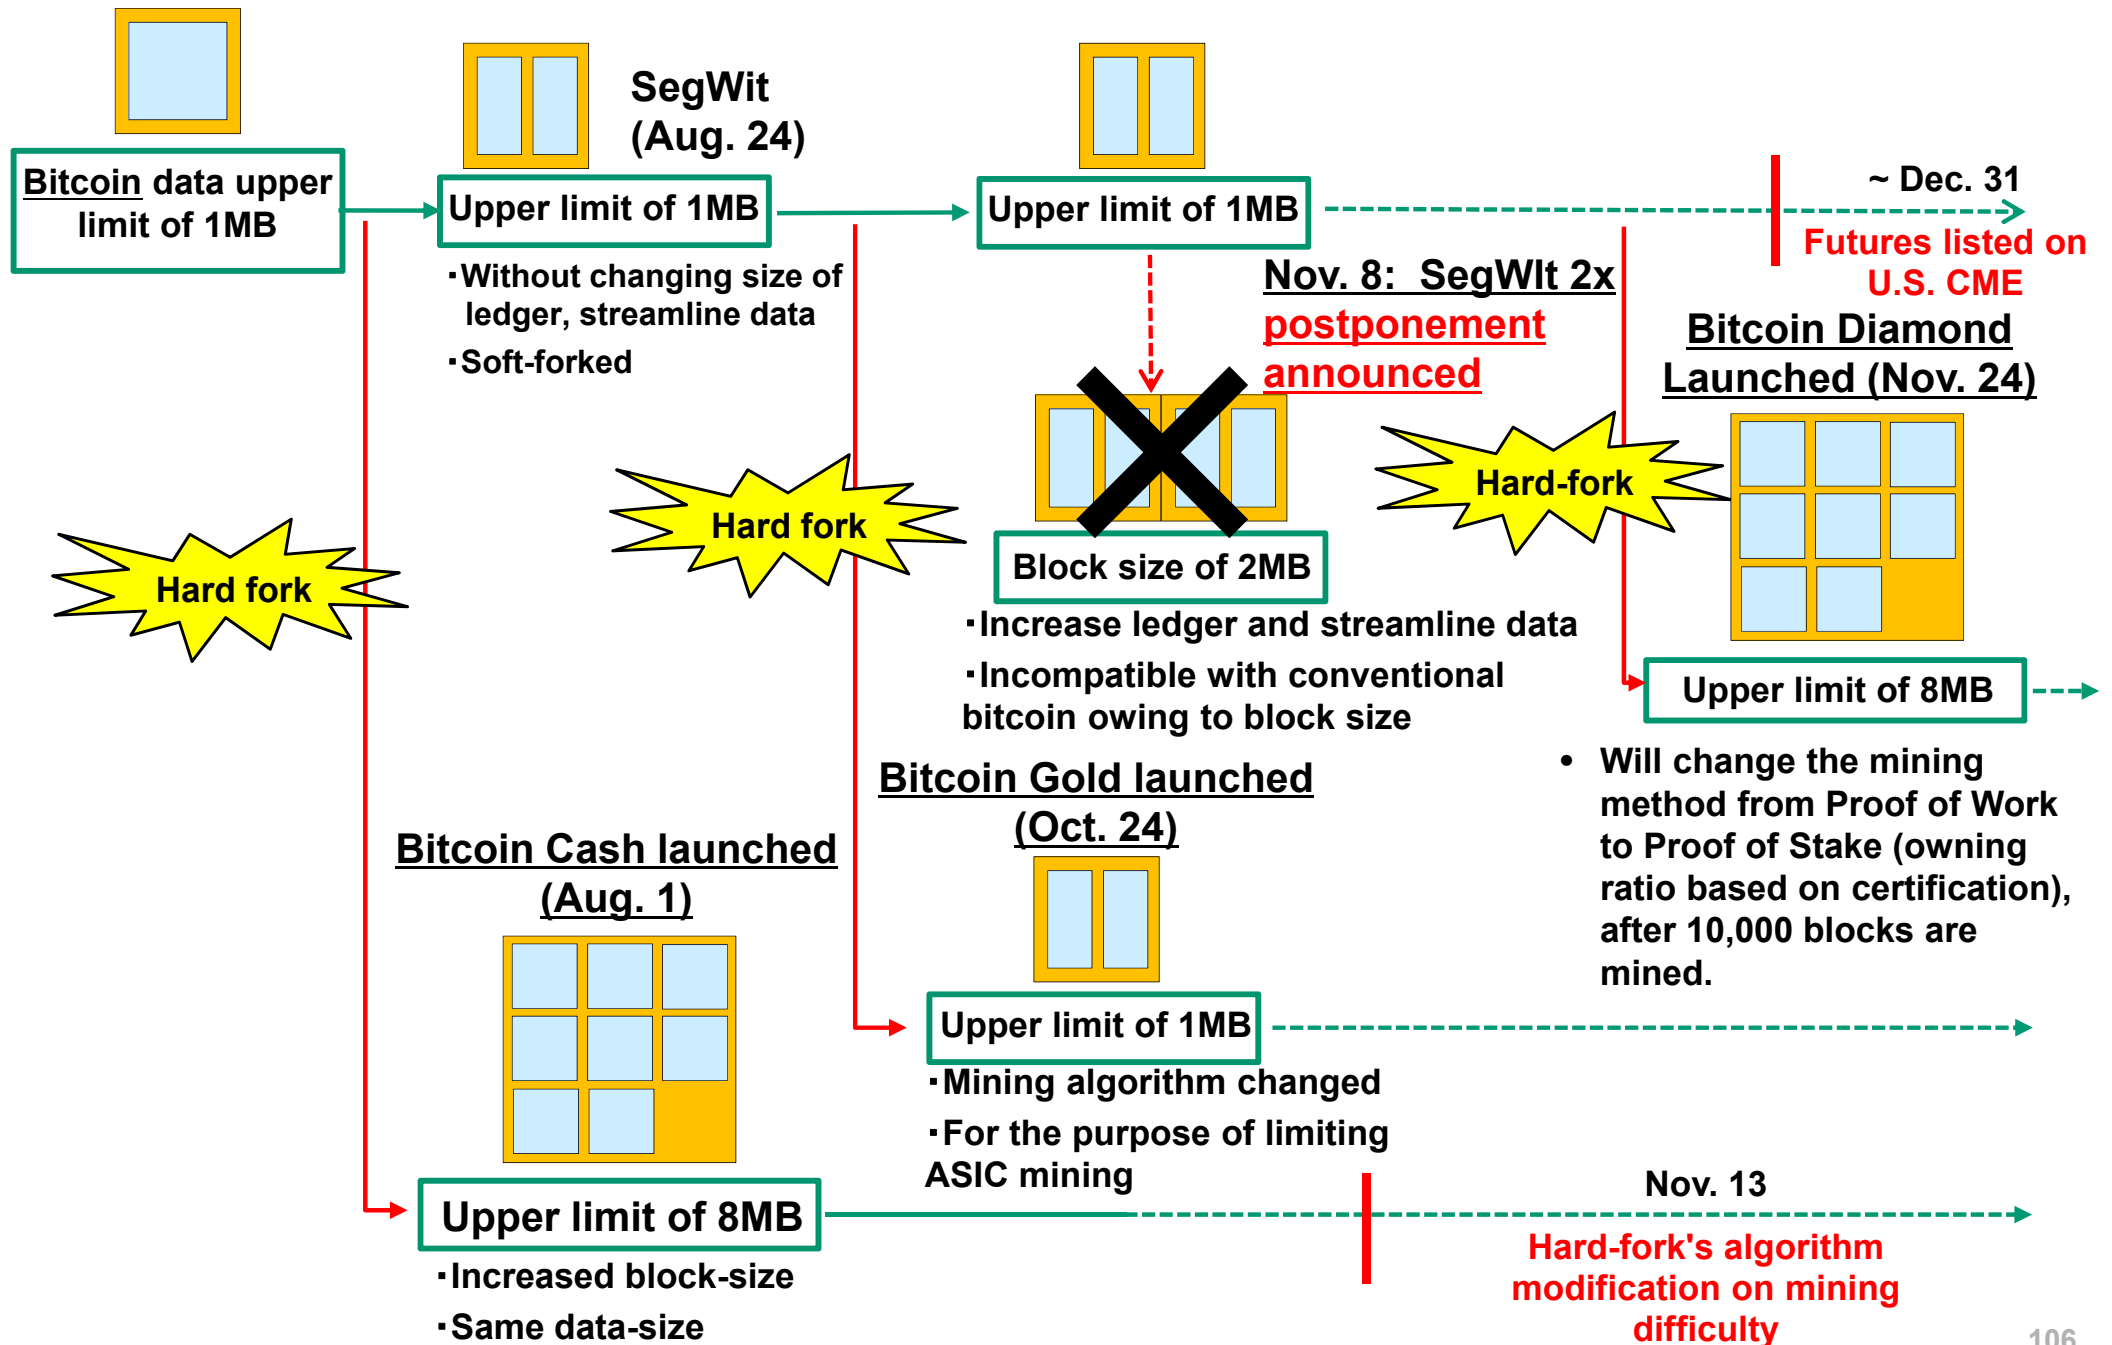 SegWit
(Aug. 24)
Bitcoin data upper
limit of 1MB
Upper limit of 1MB
Upper limit of 1MB
~ Dec. 31
Futures listed on
U.S. CME
・Without changing size of
ledger, streamline data
・Soft-forked
Nov. 8: SegWIt 2x
postponement
announced
Bitcoin Diamond
Launched (Nov. 24)
Hard fork
Hard fork
Hard-fork
Block size of 2MB
・Increase ledger and streamline data
・Incompatible with conventional
bitcoin owing to block size
Upper limit of 8MB
• Will change the mining
method from Proof of Work
to Proof of Stake (owning
ratio based on certification),
after 10,000 blocks are
mined.
Bitcoin Gold launched
(Oct. 24)
Bitcoin Cash launched
(Aug. 1)
Upper limit of 1MB
・Mining algorithm changed
・For the purpose of limiting
ASIC mining
Upper limit of 8MB
・Increased block-size
・Same data-size
Nov. 13
Hard-fork's algorithm
modification on mining
difficulty
106